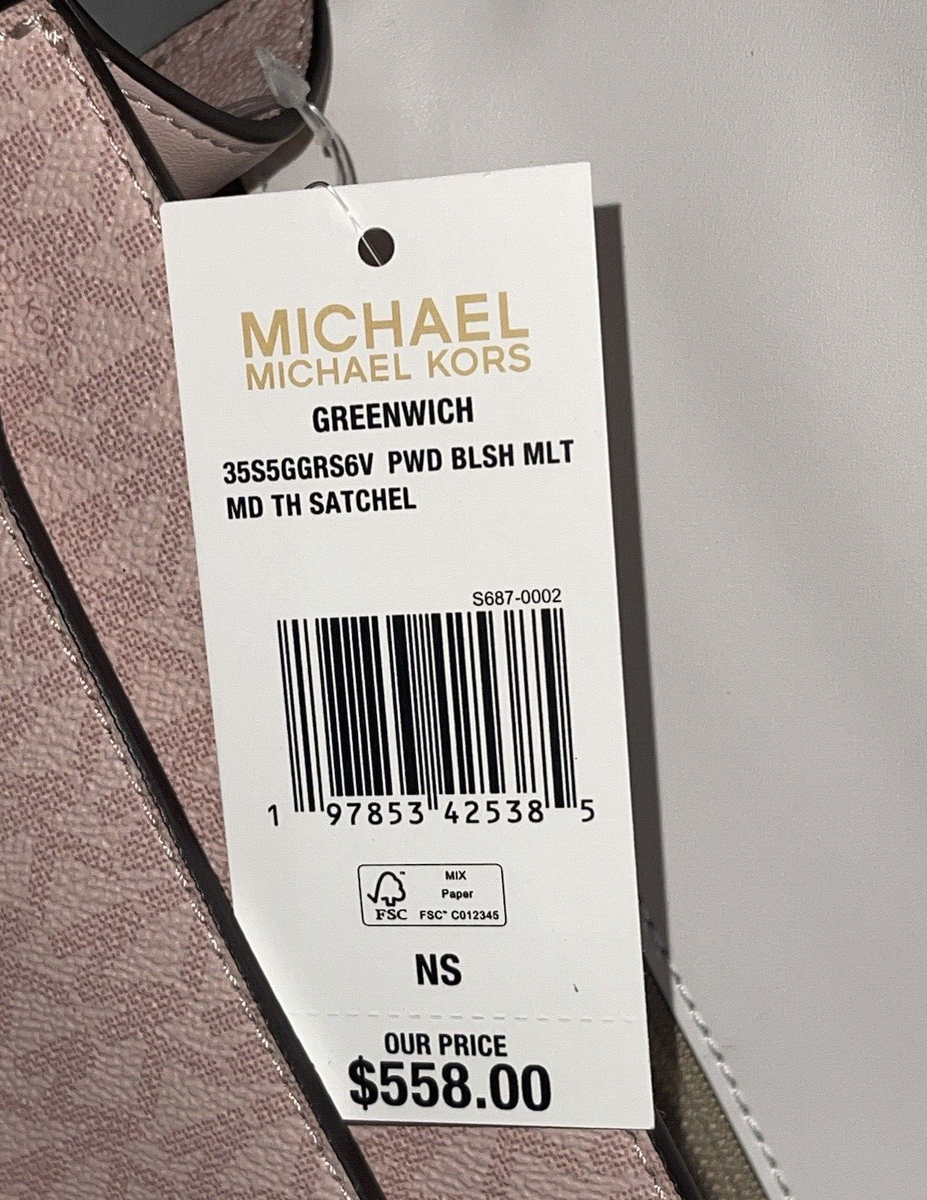 MICHAEL
MICHAEL KORS
GREENWICH
35S5GGRS6V PWD BLSH MLT
MD TH SATCHEL
S687-0002
1 97853 42538 5
MIX
Paper
FSC™ C012345
FSC
NS
OUR PRICE
$558.00